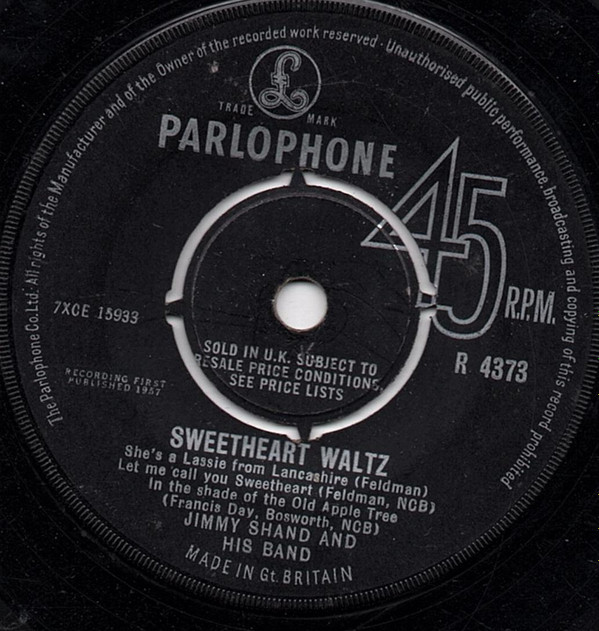 The Parlophone Co. Ltd. All rights of the Manufacturer and of the Owner of the recorded work reserved · Unauthorised public performance, broadcasting and copying of this record prohibited
£
TRADE MARK
PARLOPHONE
45 R.P.M.
7XCE 15933
R 4373
SOLD IN U.K. SUBJECT TO
RESALE PRICE CONDITIONS,
SEE PRICE LISTS
RECORDING FIRST
PUBLISHED 1957
SWEETHEART WALTZ
She's a Lassie from Lancashire (Feldman)
Let me call you Sweetheart (Feldman, NCB)
In the shade of the Old Apple Tree
(Francis Day, Bosworth, NCB)
JIMMY SHAND AND
HIS BAND
MADE IN Gt. BRITAIN